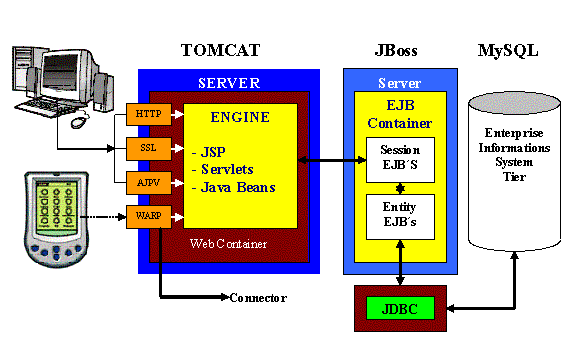 TOMCAT
JBoss
MySQL
SERVER
Server
HTTP
SSL
AJPV
WARP
ENGINE
- JSP
- Servlets
- Java Beans
Web Container
Connector
EJB
Container
Session
EJB´S
Entity
EJB´s
JDBC
Enterprise
Informations
System
Tier